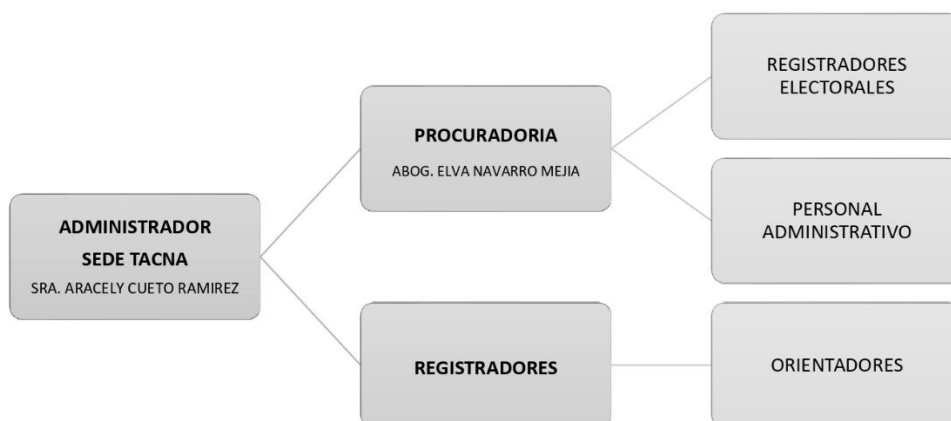 ADMINISTRADOR
SEDE TACNA
SRA. ARACELY CUETO RAMIREZ
PROCURADORIA
ABOG. ELVA NAVARRO MEJIA
REGISTRADORES
ELECTORALES
PERSONAL
ADMINISTRATIVO
REGISTRADORES
ORIENTADORES